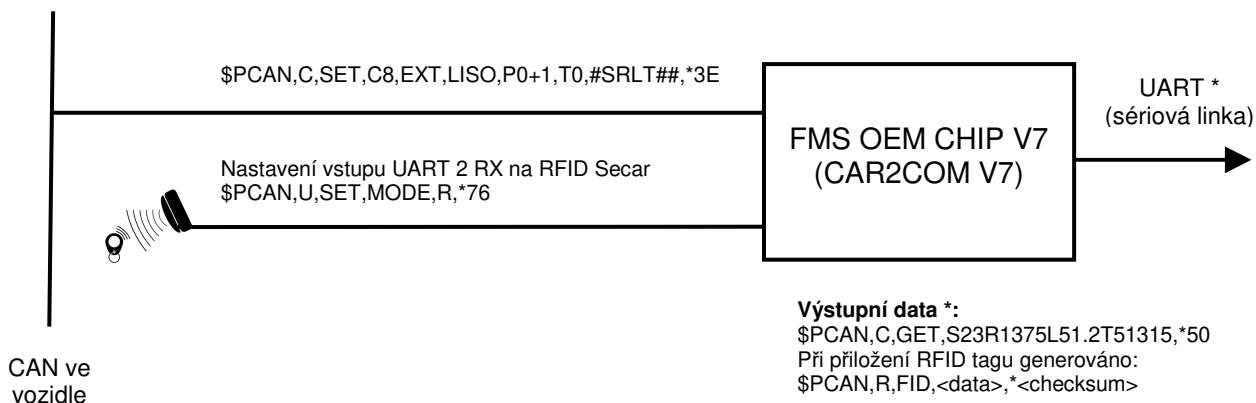 $PCAN,C,SET,C8,EXT,LISO,P0+1,T0,#SRLT##,*3E
UART *
(sériová linka)
FMS OEM CHIP V7
(CAR2COM V7)
Nastavení vstupu UART 2 RX na RFID Secar
$PCAN,U,SET,MODE,R,*76
Výstupní data *:
$PCAN,C,GET,S23R1375L51.2T51315,*50
Při přiložení RFID tagu generováno:
$PCAN,R,FID,<data>,*<checksum>
CAN ve
vozidle